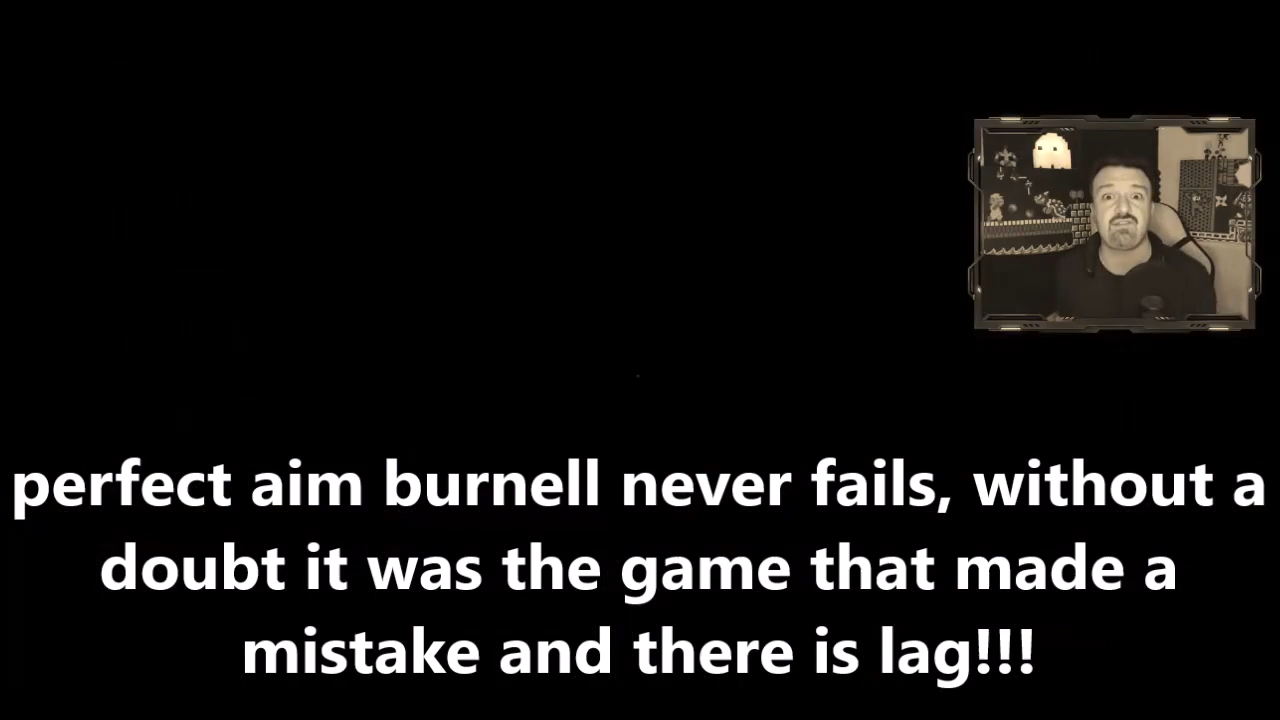 perfect aim burnell never fails, without a
doubt it was the game that made a
mistake and there is lag!!!